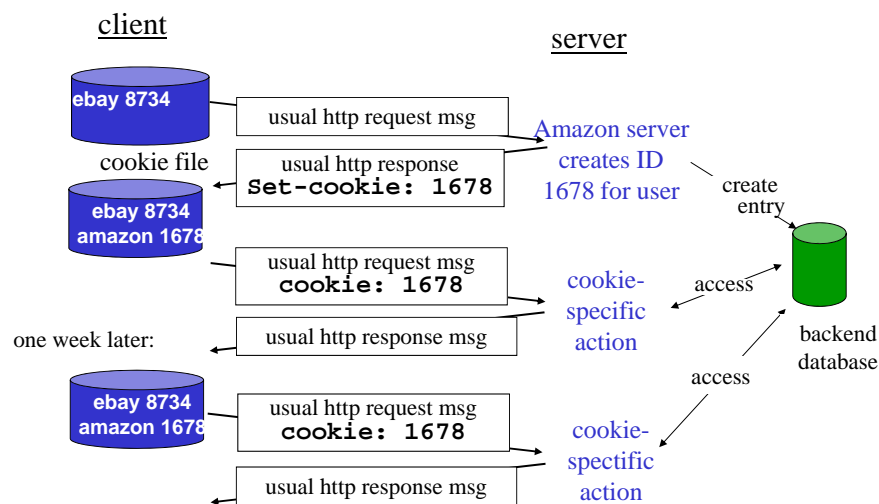 client
server
ebay 8734
usual http request msg
Amazon server
creates ID
1678 for user
cookie file
usual http response
Set-cookie: 1678
create
entry
ebay 8734
amazon 1678
usual http request msg
cookie: 1678
cookie-
specific
action
access
usual http response msg
one week later:
backend
database
access
ebay 8734
amazon 1678
usual http request msg
cookie: 1678
cookie-
spectific
action
usual http response msg